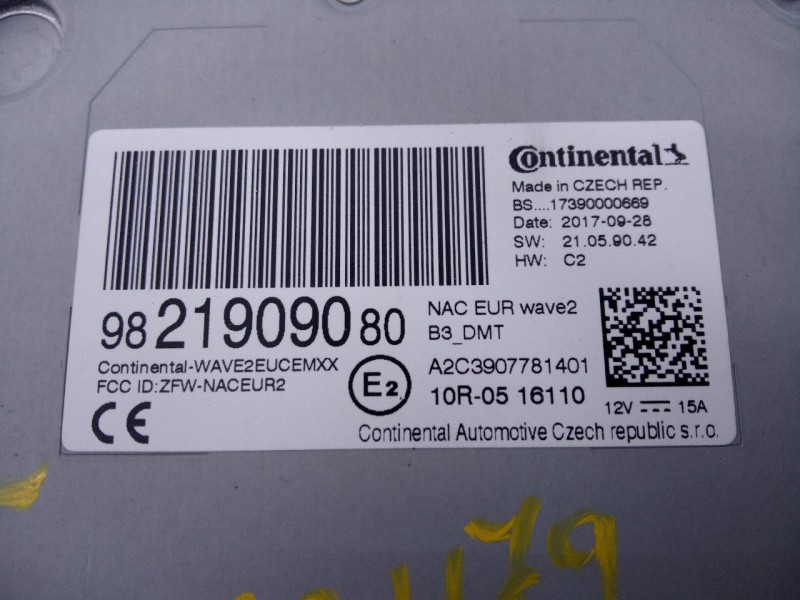 Continental
Made in CZECH REP.
BS....17390000669
Date: 2017-09-28
SW: 21.05.90.42
HW: C2
98 219090 80
NAC EUR wave2
B3_DMT
Continental-WAVE2EUCEMXX
FCC ID:ZFW-NACEUR2
E2
A2C3907781401
10R-05 16110
12V 15A
CE
Continental Automotive Czech republic s.r.o.